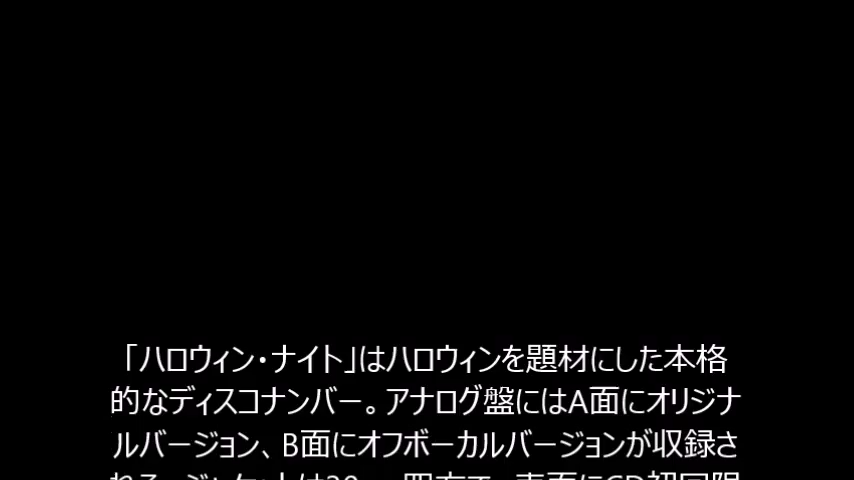 「ハロウィン・ナイト」はハロウィンを題材にした本格
的なディスコナンバー。アナログ盤にはA面にオリジナ
ルバージョン、B面にオフボーカルバージョンが収録さ